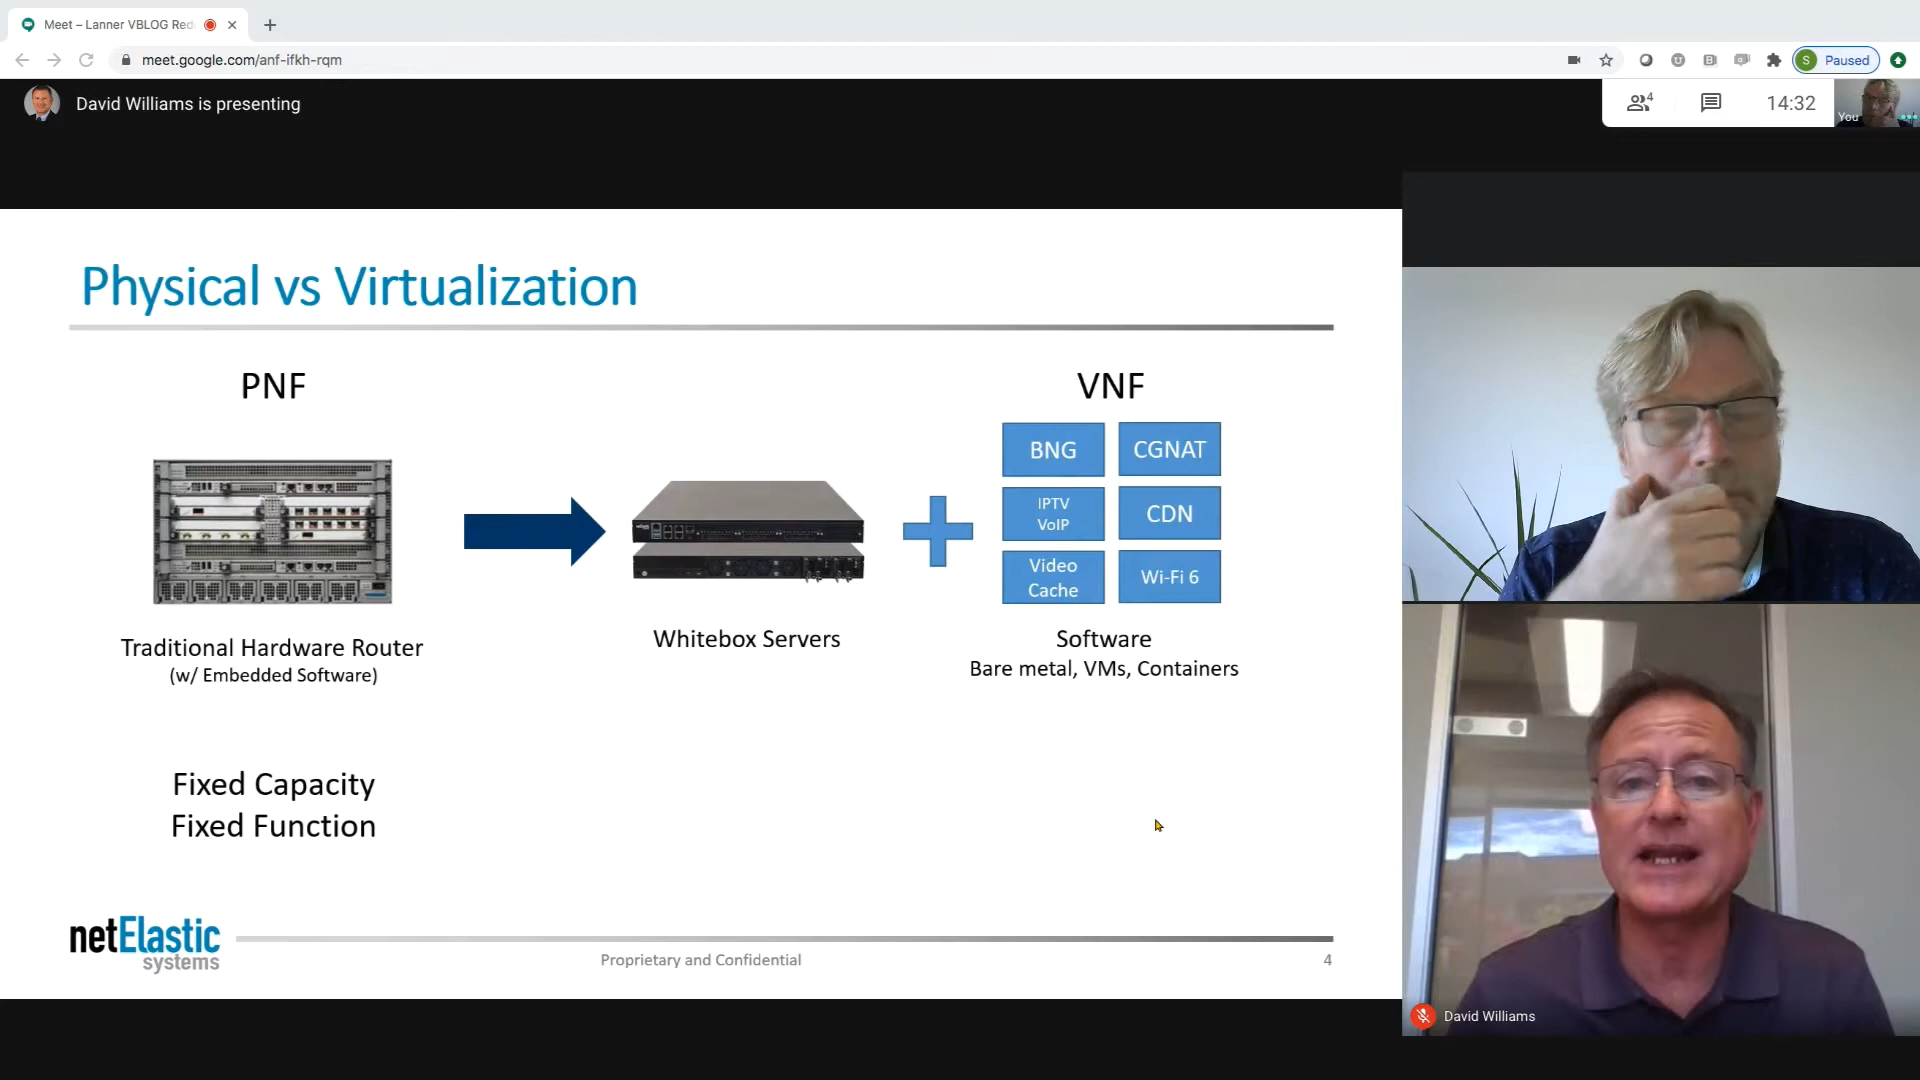 Meet – Lanner VBLOG Red
meet.google.com/anf-ifkh-rqm
S
Paused
David Williams is presenting
4
14:32
You
Physical vs Virtualization
PNF
VNF
BNG
CGNAT
IPTV
VoIP
CDN
Video
Cache
Wi-Fi 6
Traditional Hardware Router
(w/ Embedded Software)
Whitebox Servers
Software
Bare metal, VMs, Containers
Fixed Capacity
Fixed Function
netElastic
systems
Proprietary and Confidential
4
David Williams